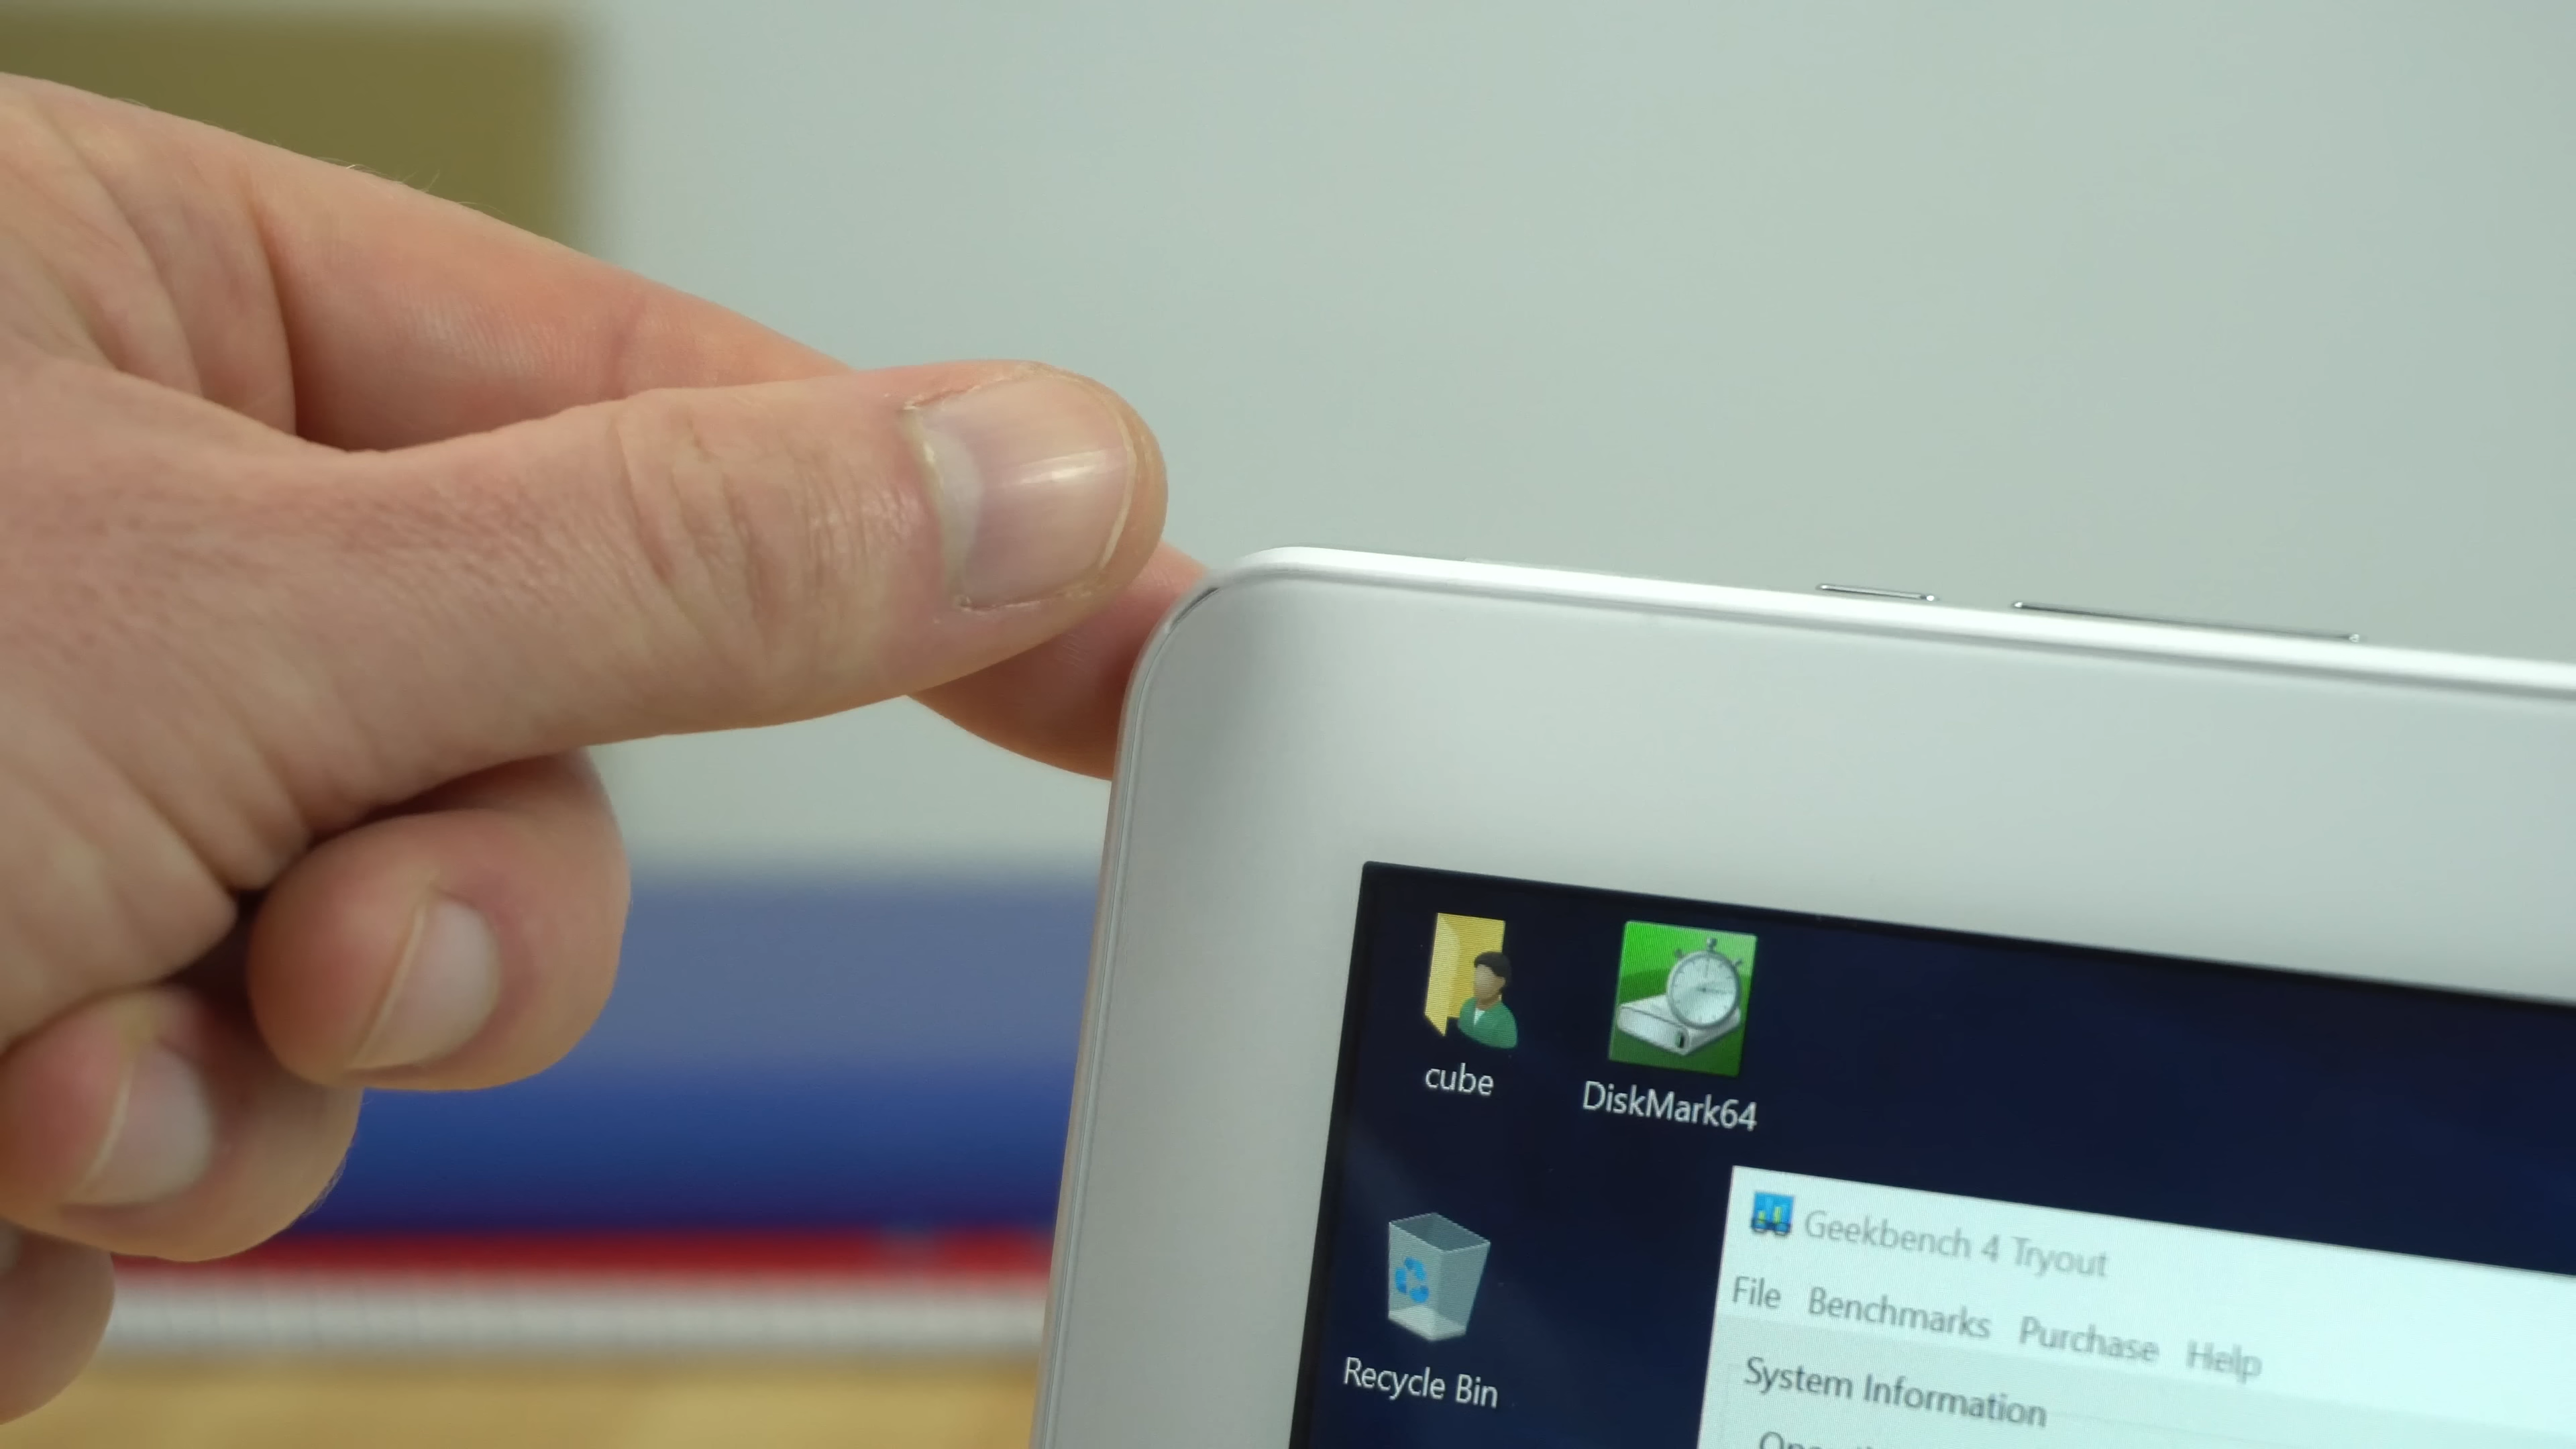 cube
DiskMark64
Recycle Bin
Geekbench 4 Tryout
File Benchmarks Purchase Help
System Information